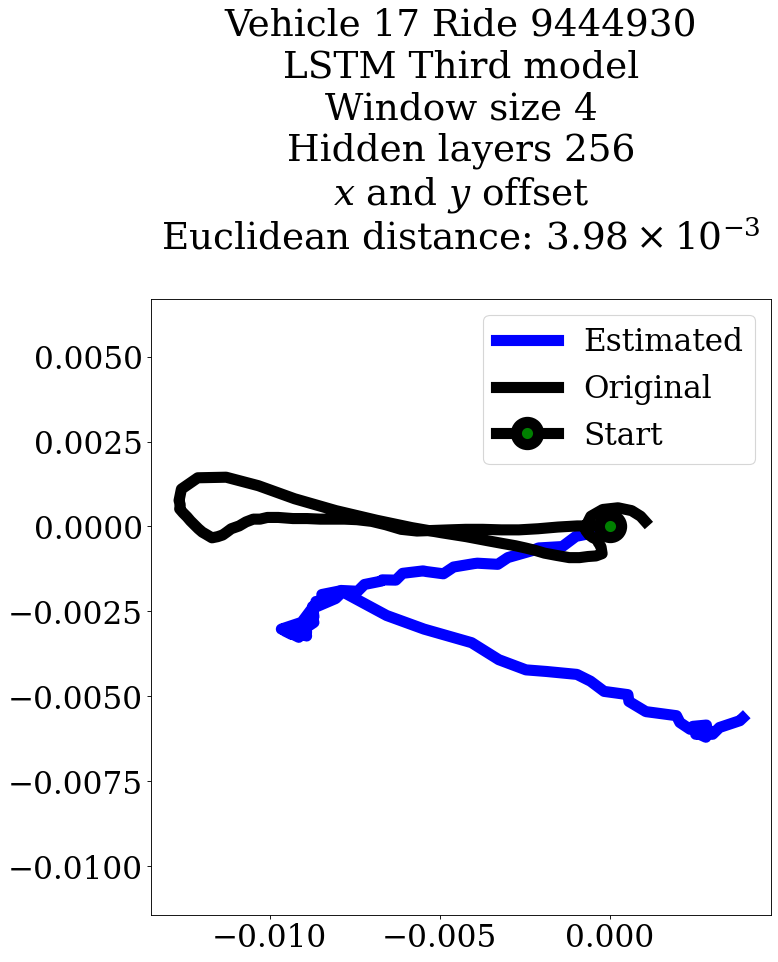 Vehicle 17 Ride 9444930
LSTM Third model
Window size 4
Hidden layers 256
x and y offset
Euclidean distance: 3.98 × 10⁻³
Estimated
Original
Start
0.0050
0.0025
0.0000
−0.0025
−0.0050
−0.0075
−0.0100
−0.010 −0.005 0.000